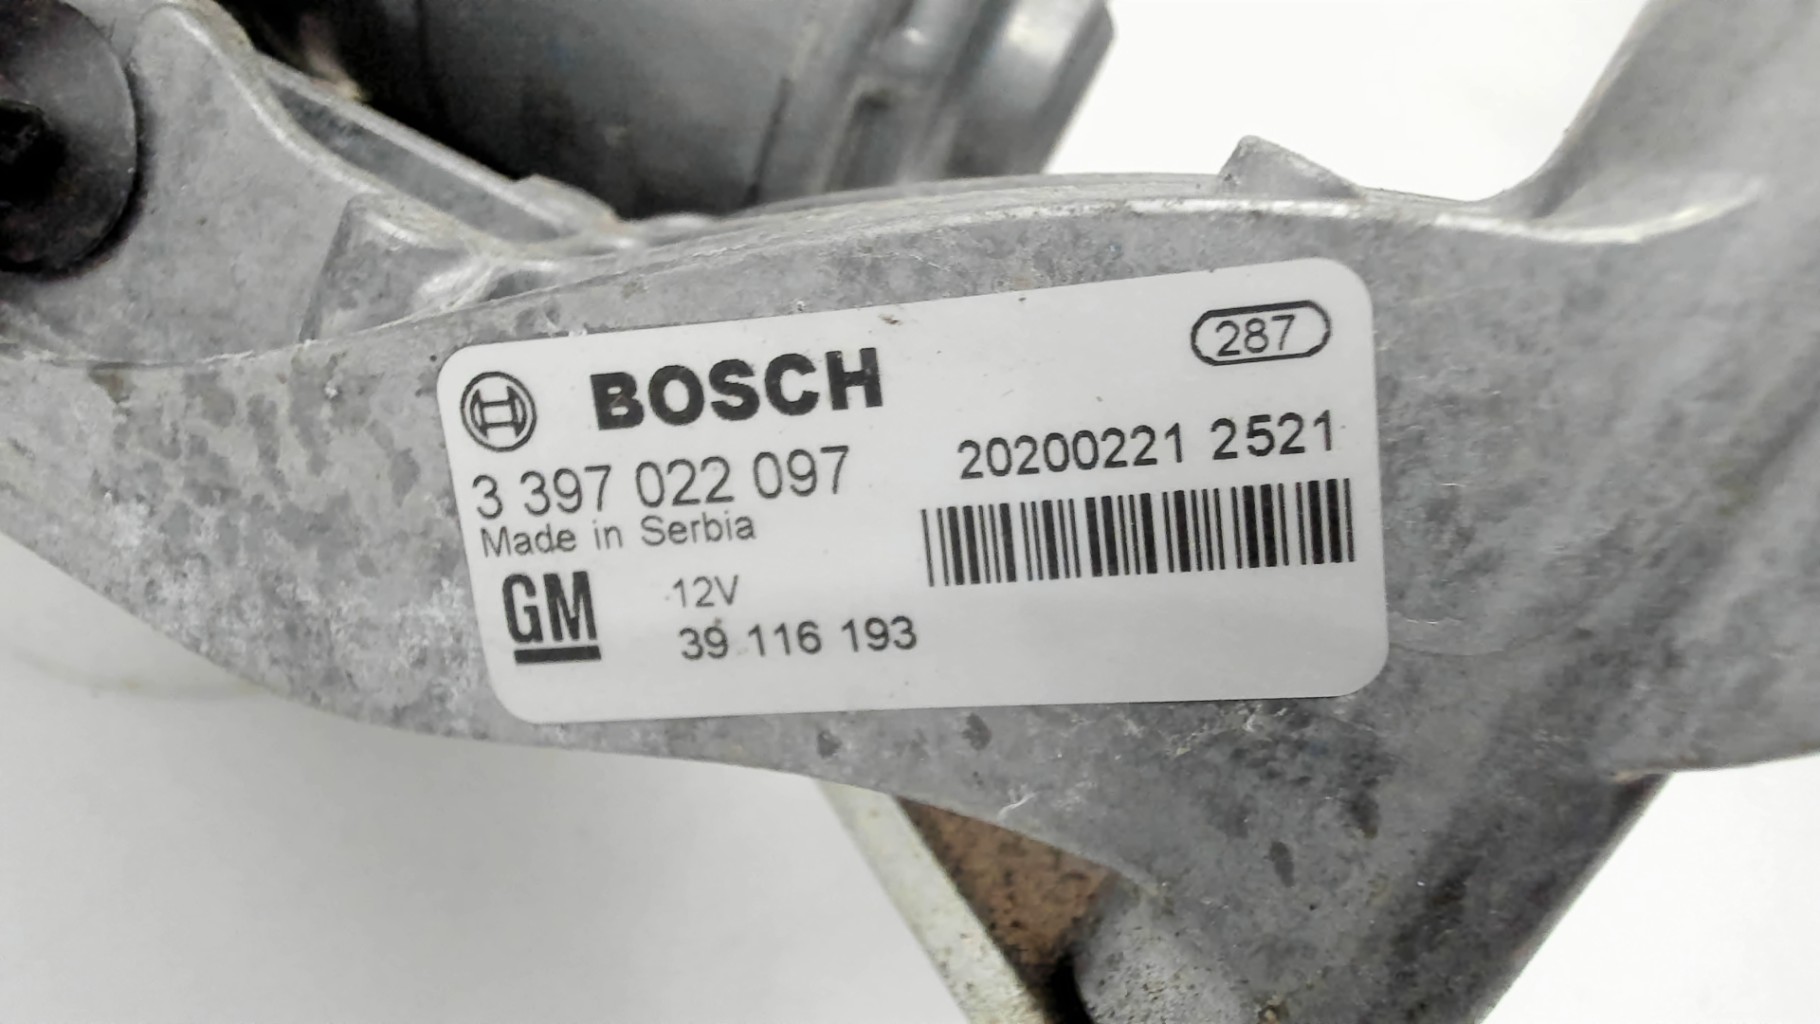 287
BOSCH
3 397 022 097
20200221 2521
Made in Serbia
GM
12V
39 116 193